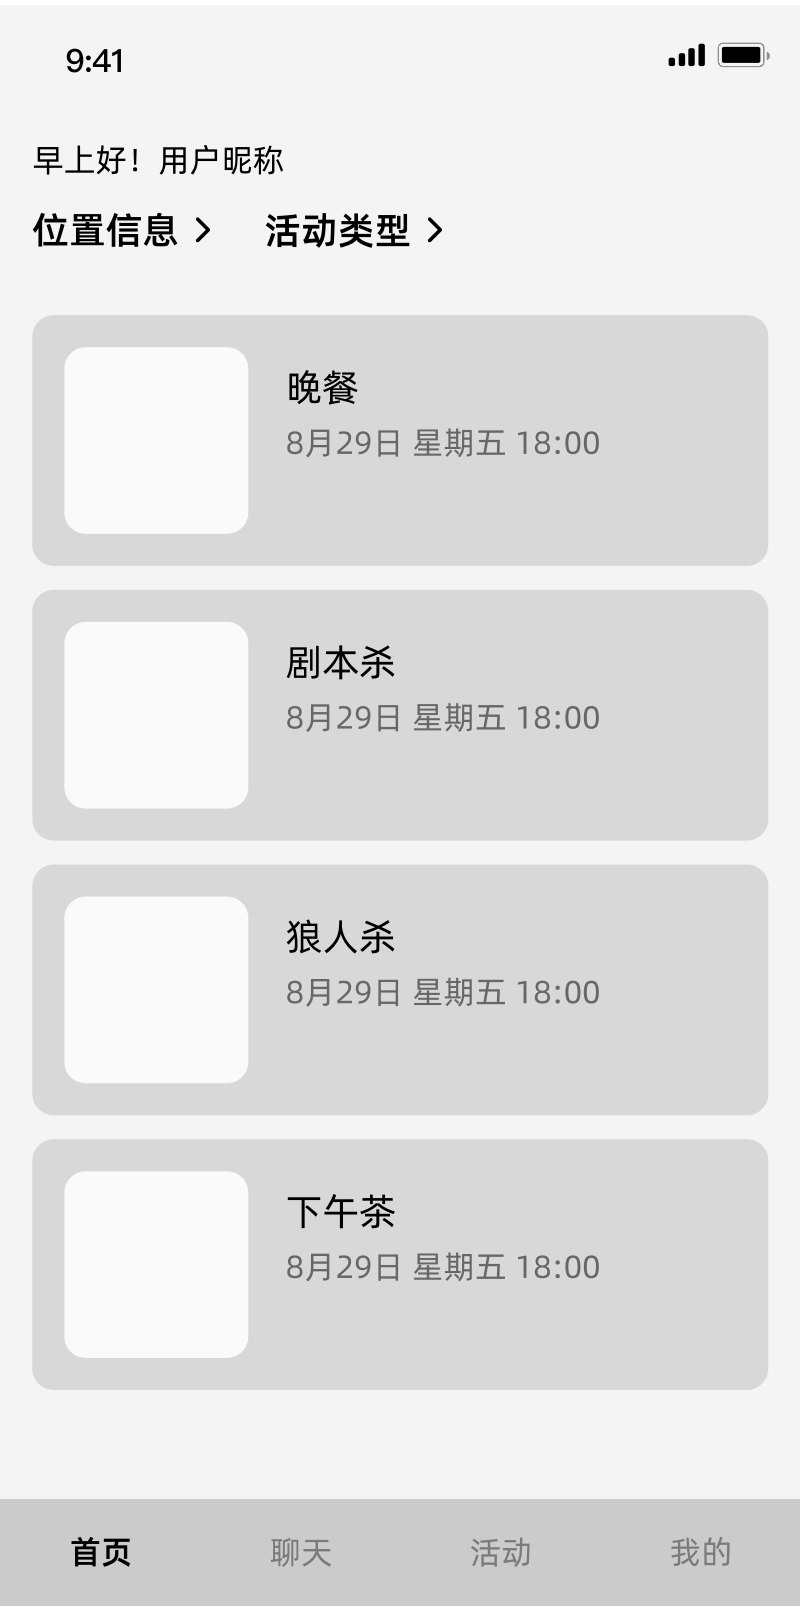 9:41
早上好！用户昵称
位置信息 > 活动类型 >
晚餐
8月29日 星期五 18:00
剧本杀
8月29日 星期五 18:00
狼人杀
8月29日 星期五 18:00
下午茶
8月29日 星期五 18:00
首页 聊天 活动 我的